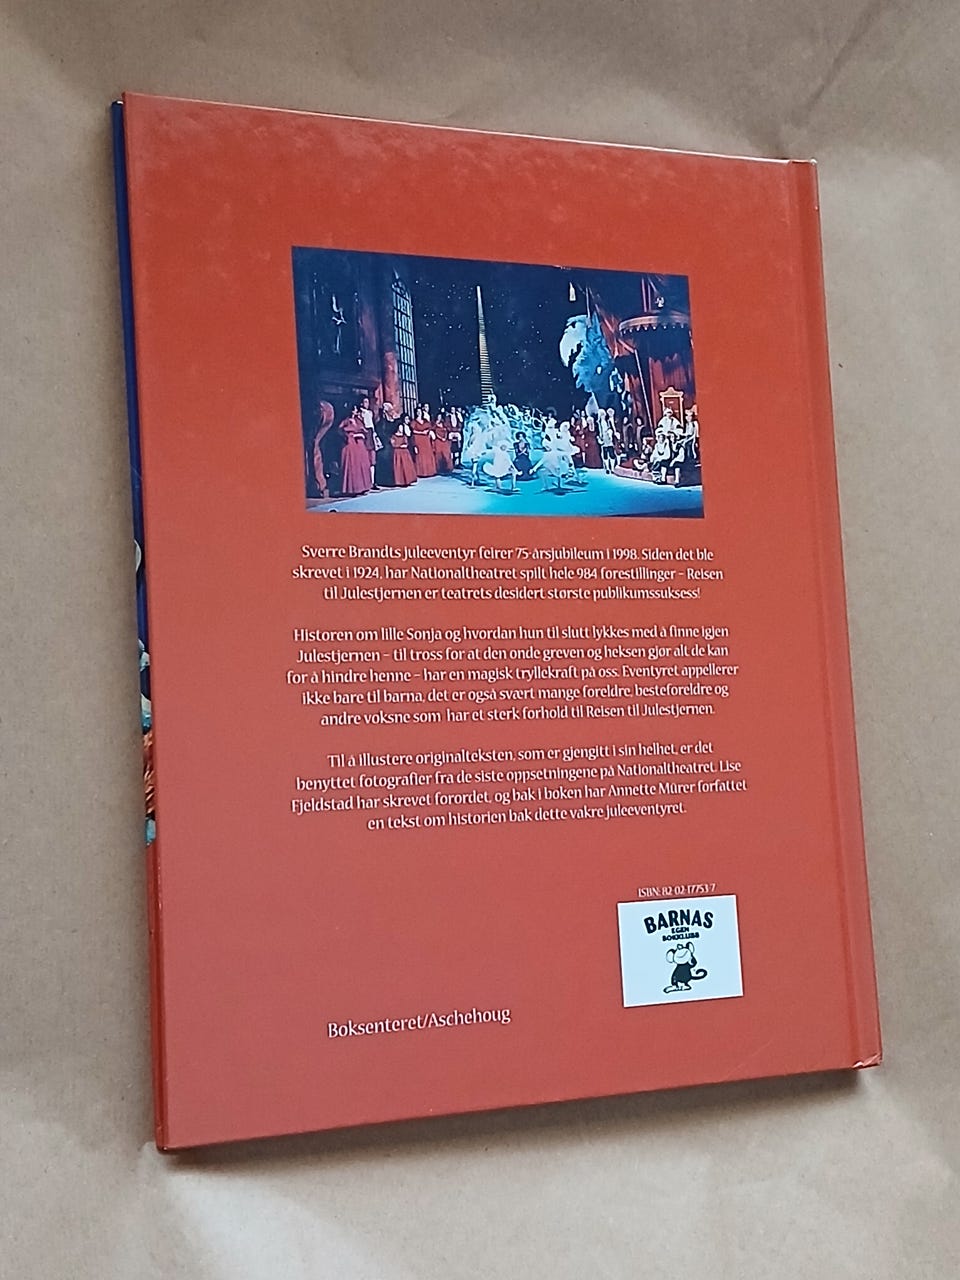 Sverre Brandts juleeventyr feirer 75-årsjubileum i 1998. Siden det ble
skrevet i 1924, har Nationaltheatret spilt hele 984 forestillinger – Reisen
til Julestjernen er teatrets desidert største publikumssuksess!
Historen om lille Sonja og hvordan hun til slutt lykkes med å finne igjen
Julestjernen – til tross for at den onde greven og heksen gjør alt de kan
for å hindre henne – har en magisk tryllekraft på oss. Eventyret appellerer
ikke bare til barna, det er også svært mange foreldre, besteforeldre og
andre voksne som har et sterk forhold til Reisen til Julestjernen.
Til å illustere originalteksten, som er gjengitt i sin helhet, er det
benyttet fotografier fra de siste oppsetningene på Nationaltheatret. Lise
Fjeldstad har skrevet forordet, og bak i boken har Annette Mürer forfattet
en tekst om historien bak dette vakre juleeventyret.
ISBN: 82-02-17753-7
BARNAS
EGEN
BOKKLUBB
Boksenteret/Aschehoug